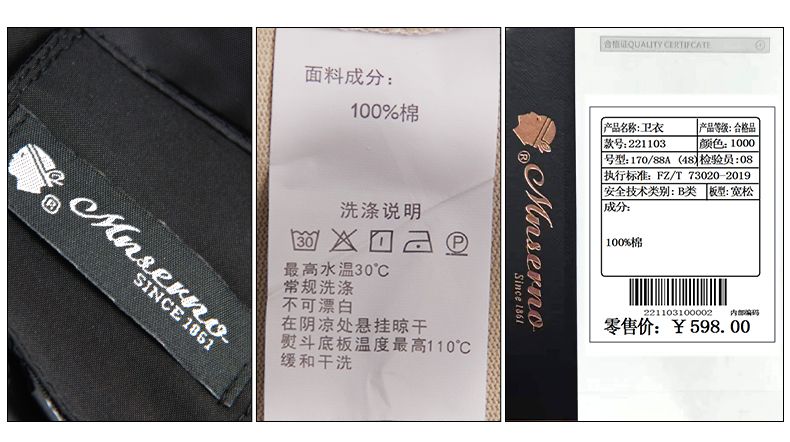 ®
Mnserno
SINCE 1861
面料成分:
100%棉
洗涤说明
30
P
最高水温30℃
常规洗涤
不可漂白
在阴凉处悬挂晾干
熨斗底板温度最高110℃
缓和干洗
®
Mnserno
Since 1861
合格证QUALITY CERTIFCATE
产品名称:卫衣 产品等级:合格品
款号:221103 颜色:1000
号型:170/88A (48) 检验员:08
执行标准: FZ/T 73020-2019
安全技术类别:B类 板型:宽松
成分:
100%棉
221103100002 内部编码
零售价:￥598.00